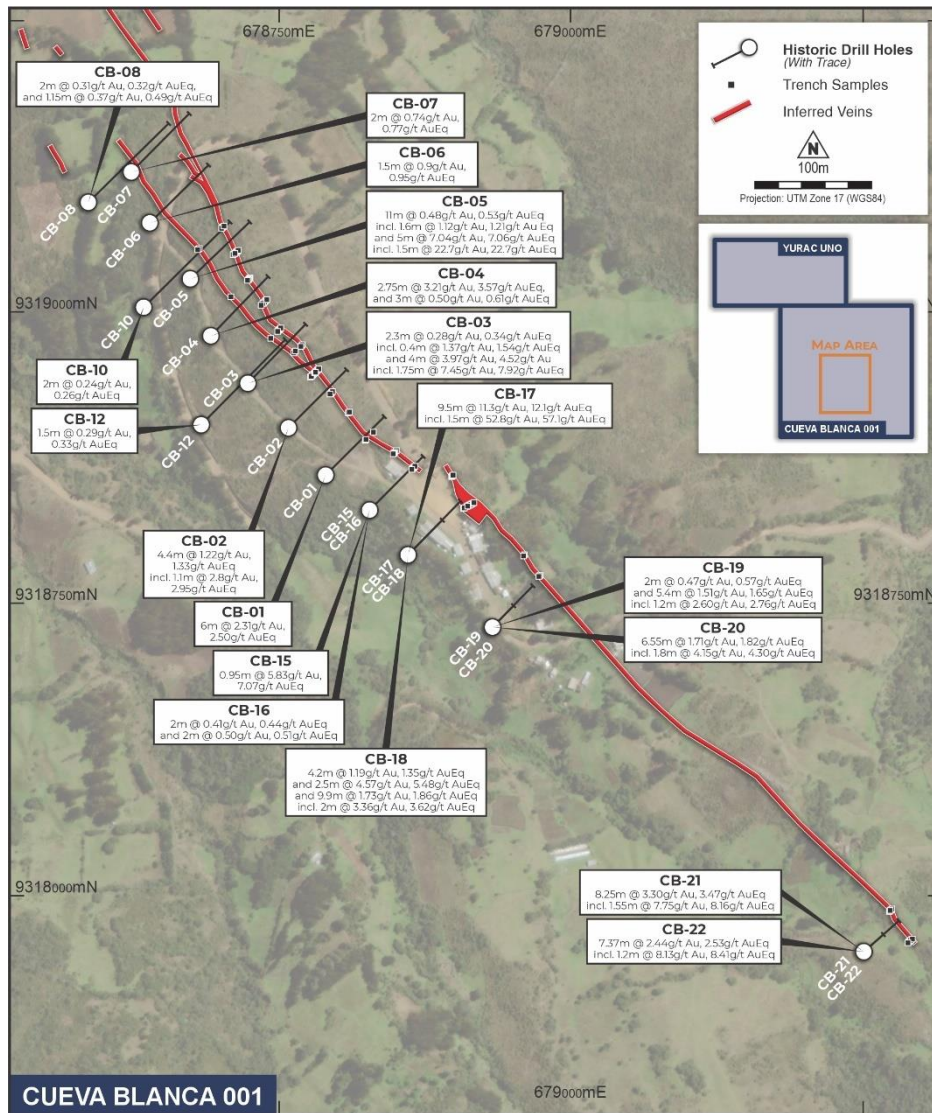 678750mE
679000mE
Historic Drill Holes
(With Trace)
Trench Samples
Inferred Veins
N
100m
Projection: UTM Zone 17 (WGS84)
YURAC UNO
MAP AREA
CUEVA BLANCA 001
CB-08
2m @ 0.31g/t Au, 0.32g/t AuEq,
and 1.15m @ 0.37g/t Au, 0.49g/t AuEq
CB-07
2m @ 0.74g/t Au,
0.77g/t AuEq
CB-06
1.5m @ 0.9g/t Au,
0.95g/t AuEq
CB-05
11m @ 0.48g/t Au, 0.53g/t AuEq
incl. 1.6m @ 1.12g/t Au, 1.21g/t Au Eq
and 5m @ 7.04g/t Au, 7.06g/t AuEq
incl. 1.5m @ 22.7g/t Au, 22.7g/t AuEq
CB-04
2.75m @ 3.21g/t Au, 3.57g/t AuEq,
and 3m @ 0.50g/t Au, 0.61g/t AuEq
CB-03
2.3m @ 0.28g/t Au, 0.34g/t AuEq
incl. 0.4m @ 1.37g/t Au, 1.54g/t AuEq
and 4m @ 3.97g/t Au, 4.52g/t Au
incl. 1.75m @ 7.45g/t Au, 7.92g/t AuEq
CB-17
9.5m @ 11.3g/t Au, 12.1g/t AuEq
incl. 1.5m @ 52.8g/t Au, 57.1g/t AuEq
CB-08
CB-07
CB-06
9319000mN
CB-10
CB-05
CB-04
CB-03
CB-12
CB-02
CB-01
CB-15
CB-16
CB-17
CB-18
CB-19
CB-20
CB-10
2m @ 0.24g/t Au,
0.26g/t AuEq
CB-12
1.5m @ 0.29g/t Au,
0.33g/t AuEq
CB-02
4.4m @ 1.22g/t Au,
1.33g/t AuEq
incl. 1.1m @ 2.8g/t Au,
2.95g/t AuEq
CB-01
6m @ 2.31g/t Au,
2.50g/t AuEq
CB-15
0.95m @ 5.83g/t Au,
7.07g/t AuEq
CB-16
2m @ 0.41g/t Au, 0.44g/t AuEq
and 2m @ 0.50g/t Au, 0.51g/t AuEq
CB-18
4.2m @ 1.19g/t Au, 1.35g/t AuEq
and 2.5m @ 4.57g/t Au, 5.48g/t AuEq
and 9.9m @ 1.73g/t Au, 1.86g/t AuEq
incl. 2m @ 3.36g/t Au, 3.62g/t AuEq
9318750mN
9318750mN
CB-19
2m @ 0.47g/t Au, 0.57g/t AuEq
and 5.4m @ 1.51g/t Au, 1.65g/t AuEq
incl. 1.2m @ 2.60g/t Au, 2.76g/t AuEq
CB-20
6.55m @ 1.71g/t Au, 1.82g/t AuEq
incl. 1.8m @ 4.15g/t Au, 4.30g/t AuEq
9318000mN
CB-21
8.25m @ 3.30g/t Au, 3.47g/t AuEq
incl. 1.55m @ 7.75g/t Au, 8.16g/t AuEq
CB-22
7.37m @ 2.44g/t Au, 2.53g/t AuEq
incl. 1.2m @ 8.13g/t Au, 8.41g/t AuEq
CB-21
CB-22
CUEVA BLANCA 001
679000mE